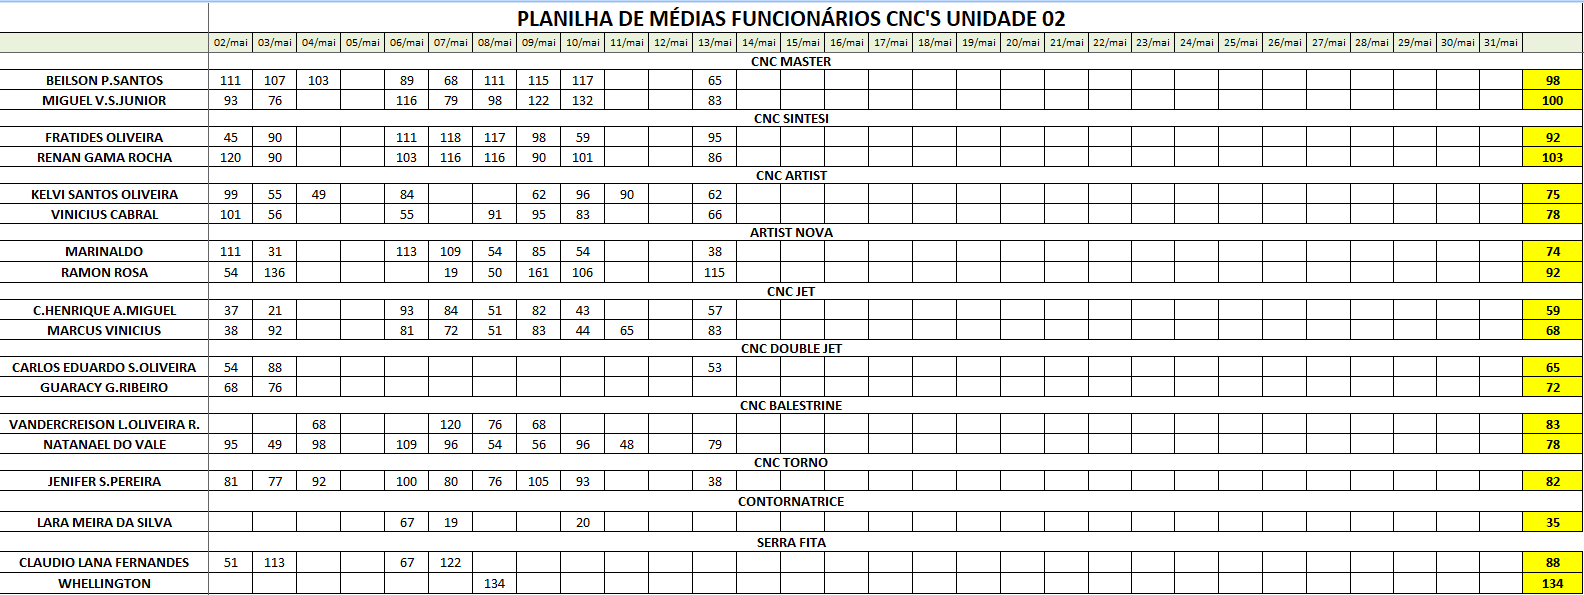 PLANILHA DE MÉDIAS FUNCIONÁRIOS CNC'S UNIDADE 02
02/mai 03/mai 04/mai 05/mai 06/mai 07/mai 08/mai 09/mai 10/mai 11/mai 12/mai 13/mai 14/mai 15/mai 16/mai 17/mai 18/mai 19/mai 20/mai 21/mai 22/mai 23/mai 24/mai 25/mai 26/mai 27/mai 28/mai 29/mai 30/mai 31/mai
CNC MASTER
BEILSON P.SANTOS 111 107 103 89 68 111 115 117 65 98
MIGUEL V.S.JUNIOR 93 76 116 79 98 122 132 83 100
CNC SINTESI
FRATIDES OLIVEIRA 45 90 111 118 117 98 59 95 92
RENAN GAMA ROCHA 120 90 103 116 116 90 101 86 103
CNC ARTIST
KELVI SANTOS OLIVEIRA 99 55 49 84 62 96 90 62 75
VINICIUS CABRAL 101 56 55 91 95 83 66 78
ARTIST NOVA
MARINALDO 111 31 113 109 54 85 54 38 74
RAMON ROSA 54 136 19 50 161 106 115 92
CNC JET
C.HENRIQUE A.MIGUEL 37 21 93 84 51 82 43 57 59
MARCUS VINICIUS 38 92 81 72 51 83 44 65 83 68
CNC DOUBLE JET
CARLOS EDUARDO S.OLIVEIRA 54 88 53 65
GUARACY G.RIBEIRO 68 76 72
CNC BALESTRINE
VANDERCREISON L.OLIVEIRA R. 68 120 76 68 83
NATANAEL DO VALE 95 49 98 109 96 54 56 96 48 79 78
CNC TORNO
JENIFER S.PEREIRA 81 77 92 100 80 76 105 93 38 82
CONTORNATRICE
LARA MEIRA DA SILVA 67 19 20 35
SERRA FITA
CLAUDIO LANA FERNANDES 51 113 67 122 88
WHELLINGTON 134 134